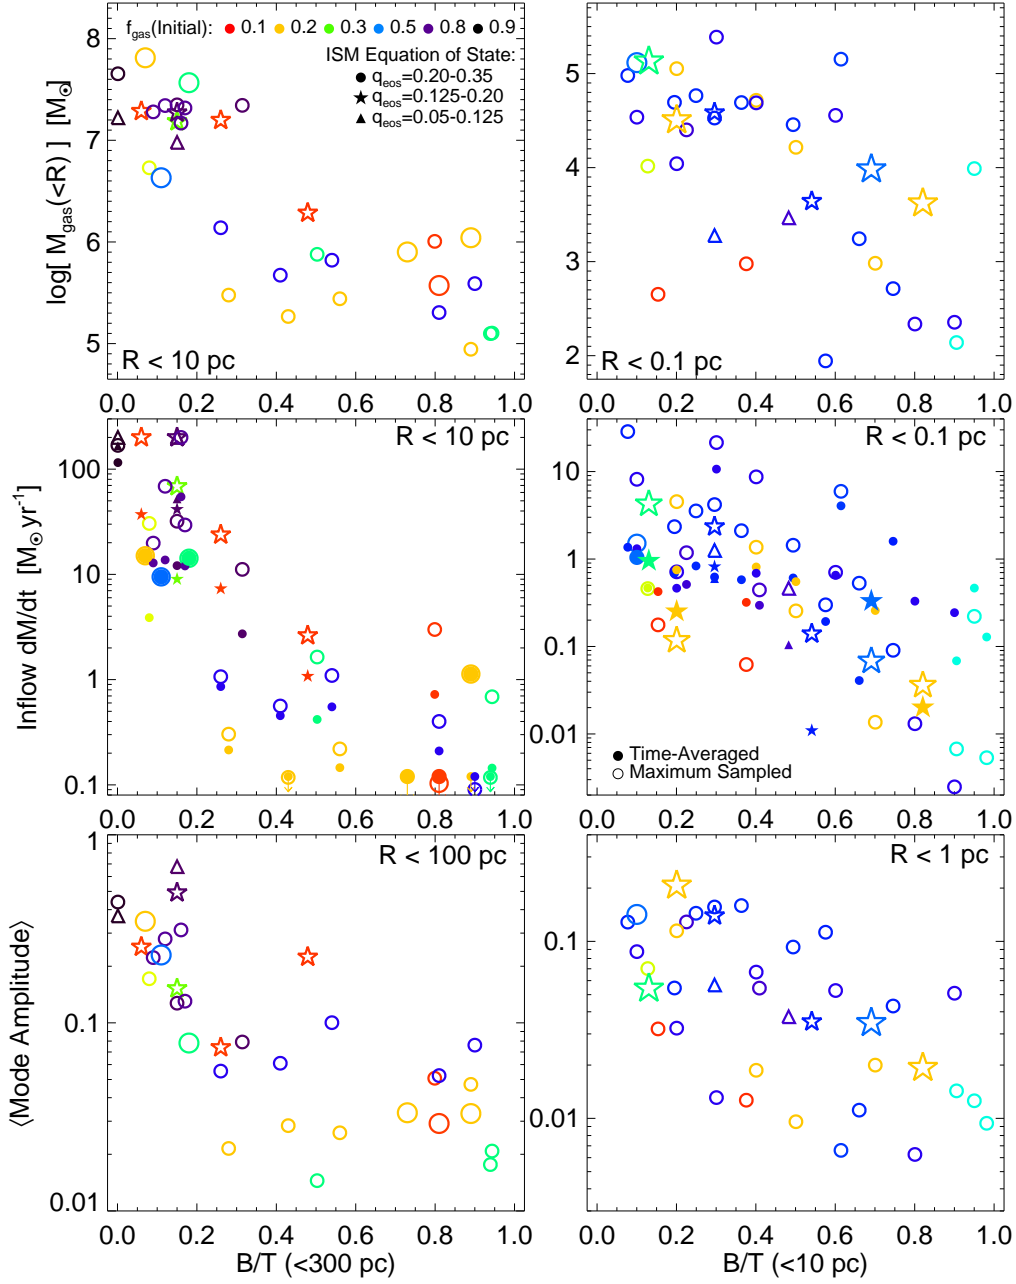 f_gas(Initial): 0.1 0.2 0.3 0.5 0.8 0.9
ISM Equation of State:
q_eos=0.20-0.35
q_eos=0.125-0.20
q_eos=0.05-0.125
log[ M_gas(<R) ] [M_⊙]
8
7
6
5
R < 10 pc
0.0 0.2 0.4 0.6 0.8 1.0
5
4
3
2
R < 0.1 pc
0.0 0.2 0.4 0.6 0.8 1.0
Inflow dM/dt [M_⊙ yr^-1]
100
10
1
0.1
R < 10 pc
0.0 0.2 0.4 0.6 0.8 1.0
10
1
0.1
0.01
R < 0.1 pc
Time-Averaged
Maximum Sampled
0.0 0.2 0.4 0.6 0.8 1.0
⟨Mode Amplitude⟩
1
0.1
0.01
R < 100 pc
0.0 0.2 0.4 0.6 0.8 1.0
B/T (<300 pc)
0.1
0.01
R < 1 pc
0.0 0.2 0.4 0.6 0.8 1.0
B/T (<10 pc)